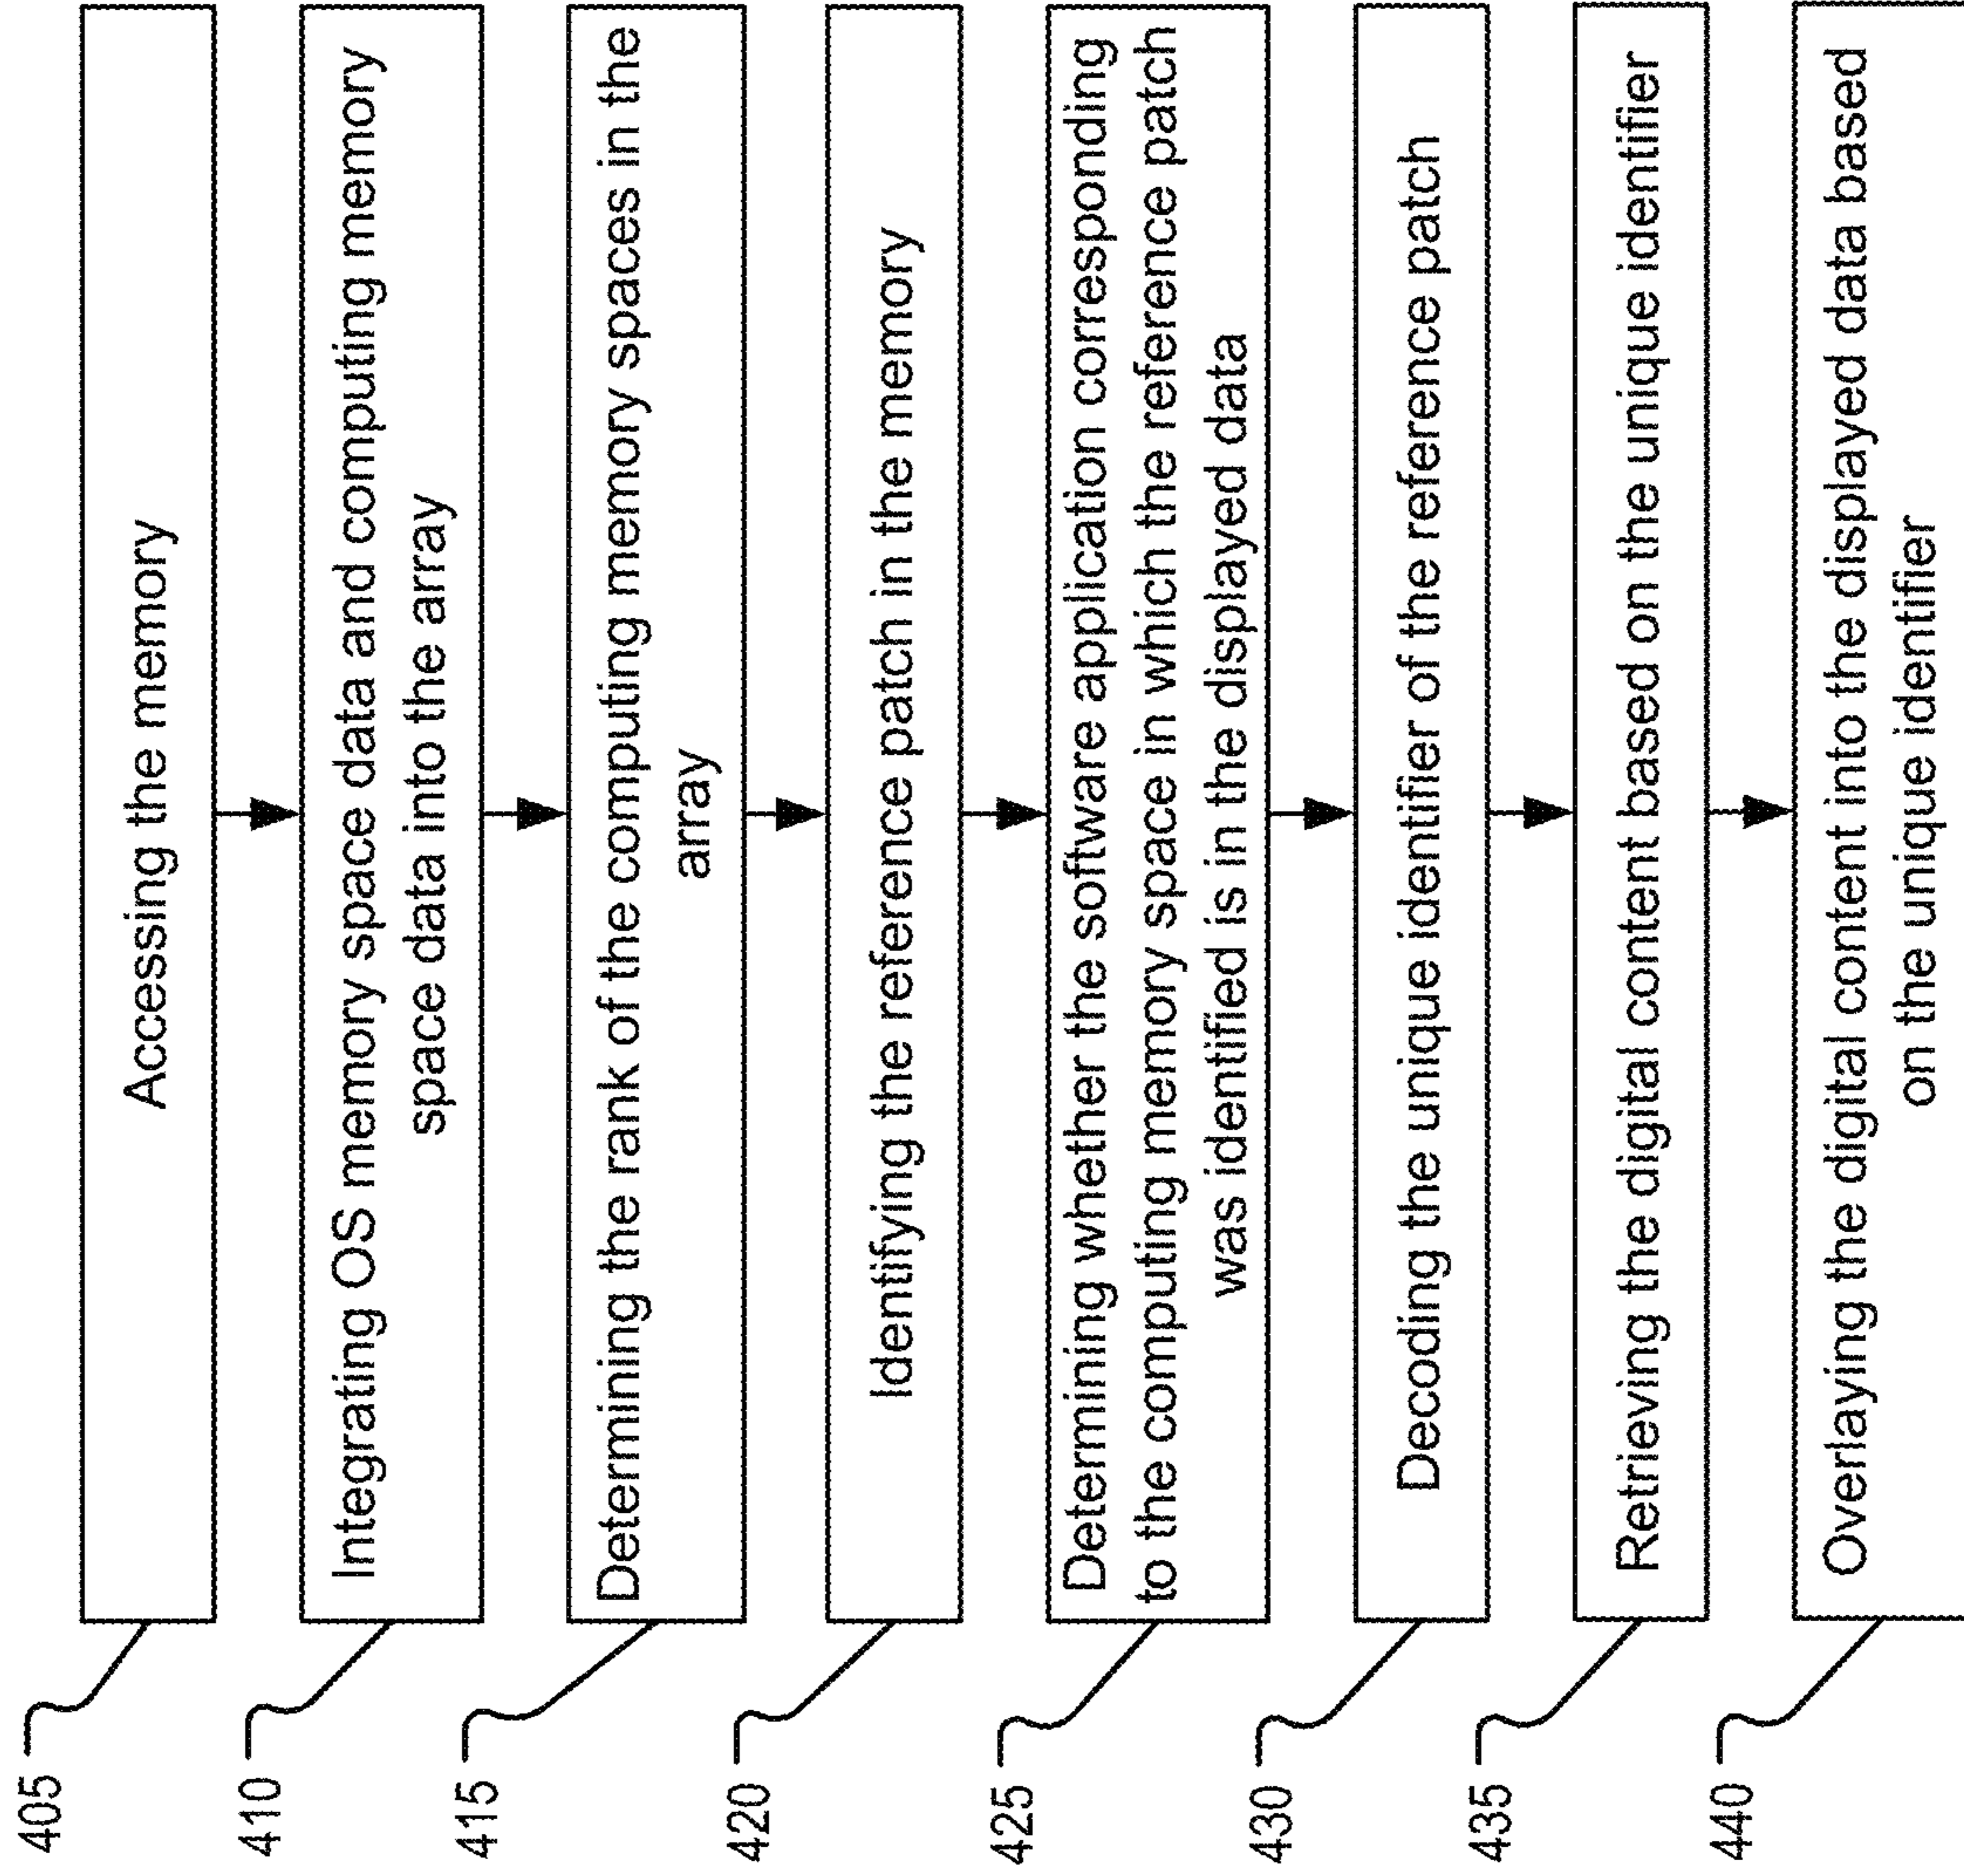 405
Accessing the memory
410
Integrating OS memory space data and computing memory
space data into the array
415
Determining the rank of the computing memory spaces in the
array
420
Identifying the reference patch in the memory
425
Determining whether the software application corresponding
to the computing memory space in which the reference patch
was identified is in the displayed data
430
Decoding the unique identifier of the reference patch
435
Retrieving the digital content based on the unique identifier
440
Overlaying the digital content into the displayed data based
on the unique identifier